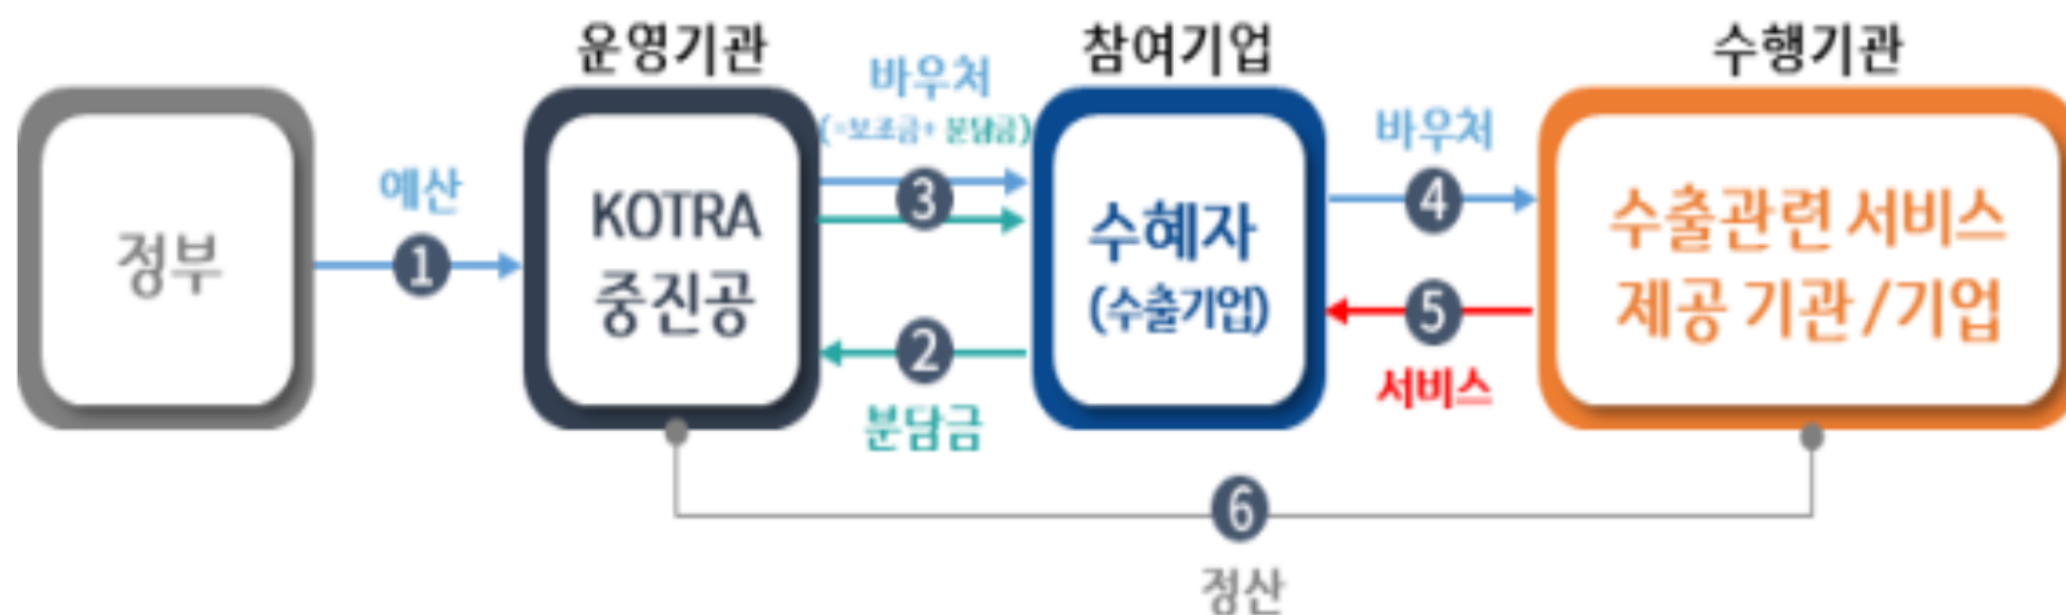 운영기관
참여기업
수행기관
정부
예산
1
KOTRA
중진공
바우처
(=보조금+ 분담금)
3
2
분담금
수혜자
(수출기업)
바우처
4
5
서비스
수출관련 서비스
제공 기관/기업
6
정산